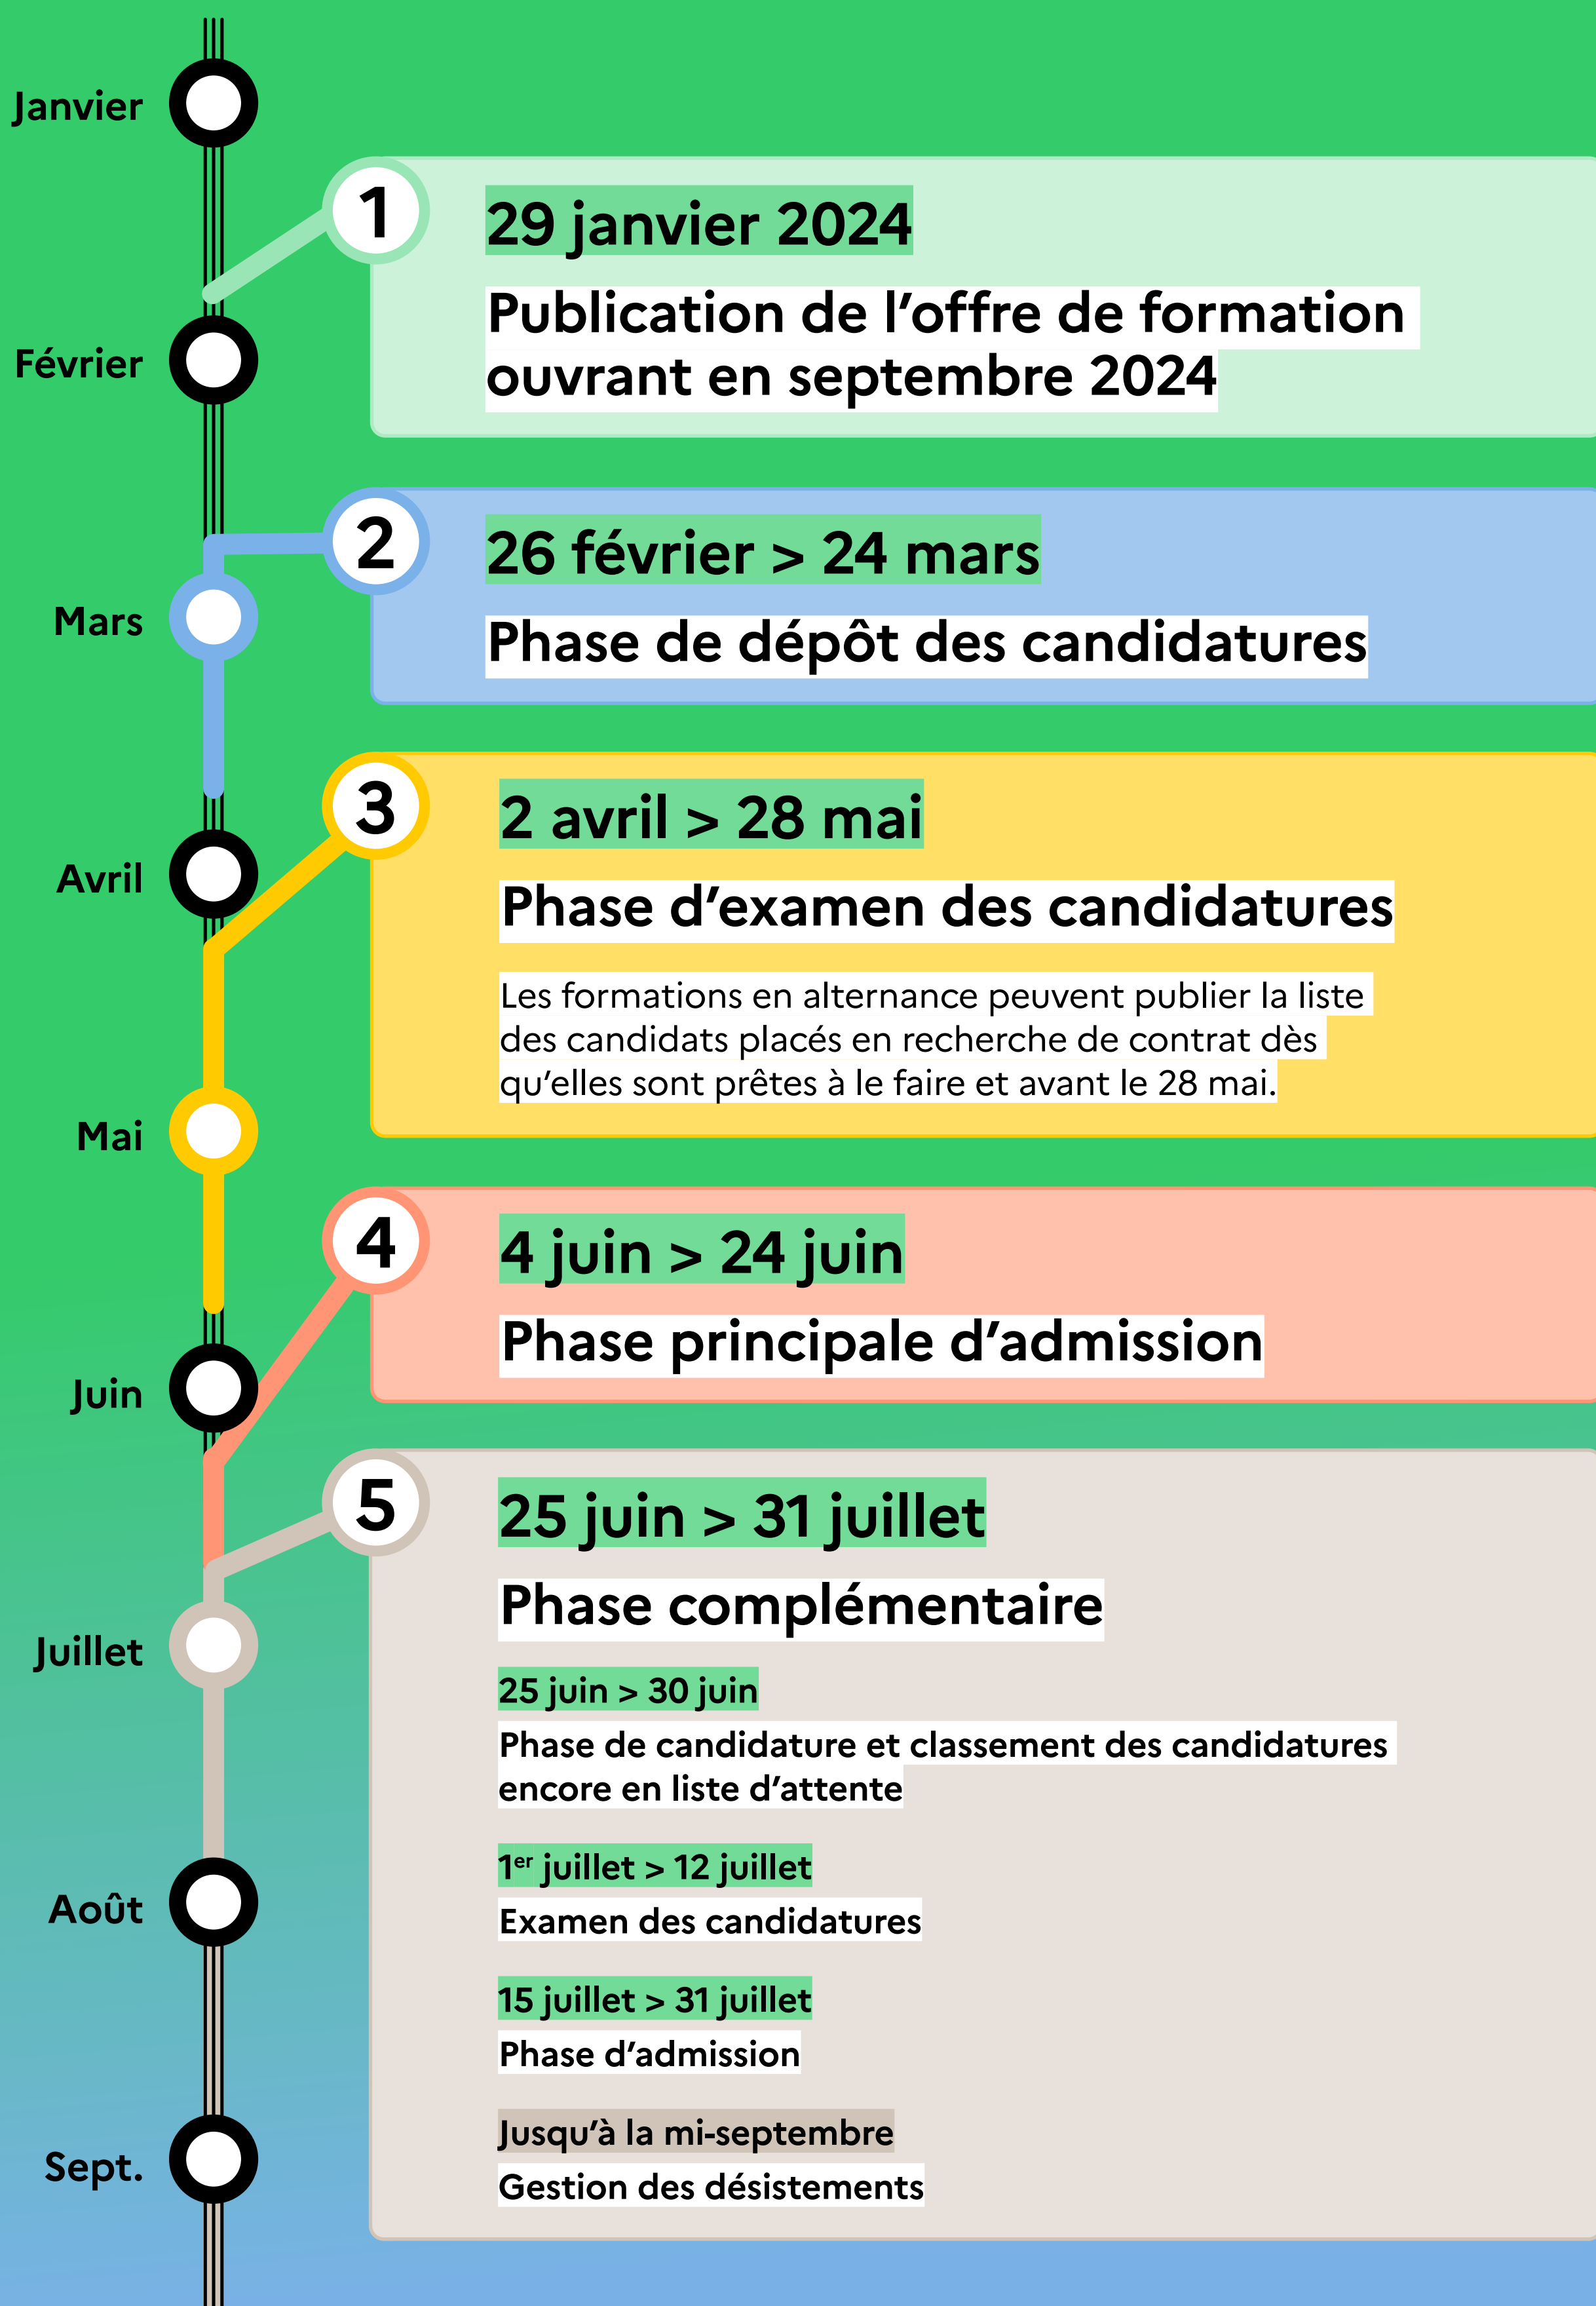 Janvier
1
29 janvier 2024
Publication de l’offre de formation
ouvrant en septembre 2024
Février
2
26 février > 24 mars
Phase de dépôt des candidatures
Mars
3
2 avril > 28 mai
Phase d’examen des candidatures
Les formations en alternance peuvent publier la liste
des candidats placés en recherche de contrat dès
qu’elles sont prêtes à le faire et avant le 28 mai.
Avril
Mai
4
4 juin > 24 juin
Phase principale d’admission
Juin
5
25 juin > 31 juillet
Phase complémentaire
Juillet
25 juin > 30 juin
Phase de candidature et classement des candidatures
encore en liste d’attente
1er juillet > 12 juillet
Examen des candidatures
Août
15 juillet > 31 juillet
Phase d’admission
Jusqu’à la mi-septembre
Gestion des désistements
Sept.